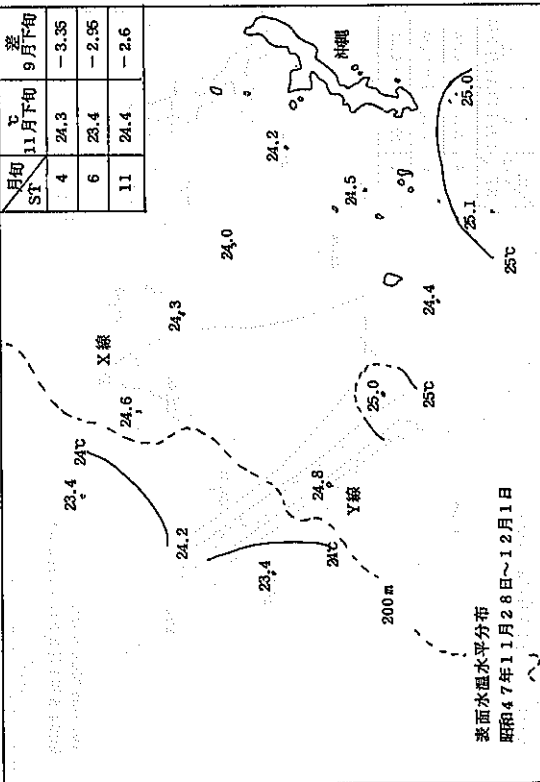 月旬 ℃ 差
ST 11月下旬 9月下旬
4 24.3 −3.35
6 23.4 −2.95
11 24.4 −2.6
23.4 24℃
X線
24.6
24.3
24.2
24.0
23.4
24.2
24.8
24℃
24.5
Y線
沖縄
25.0
200m
25℃ 24.4
25.1 25.0
25℃
表面水温水平分布
昭和47年11月28日~12月1日